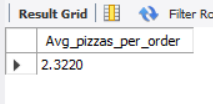 Result Grid Filter Ro
Avg_pizzas_per_order
2.3220